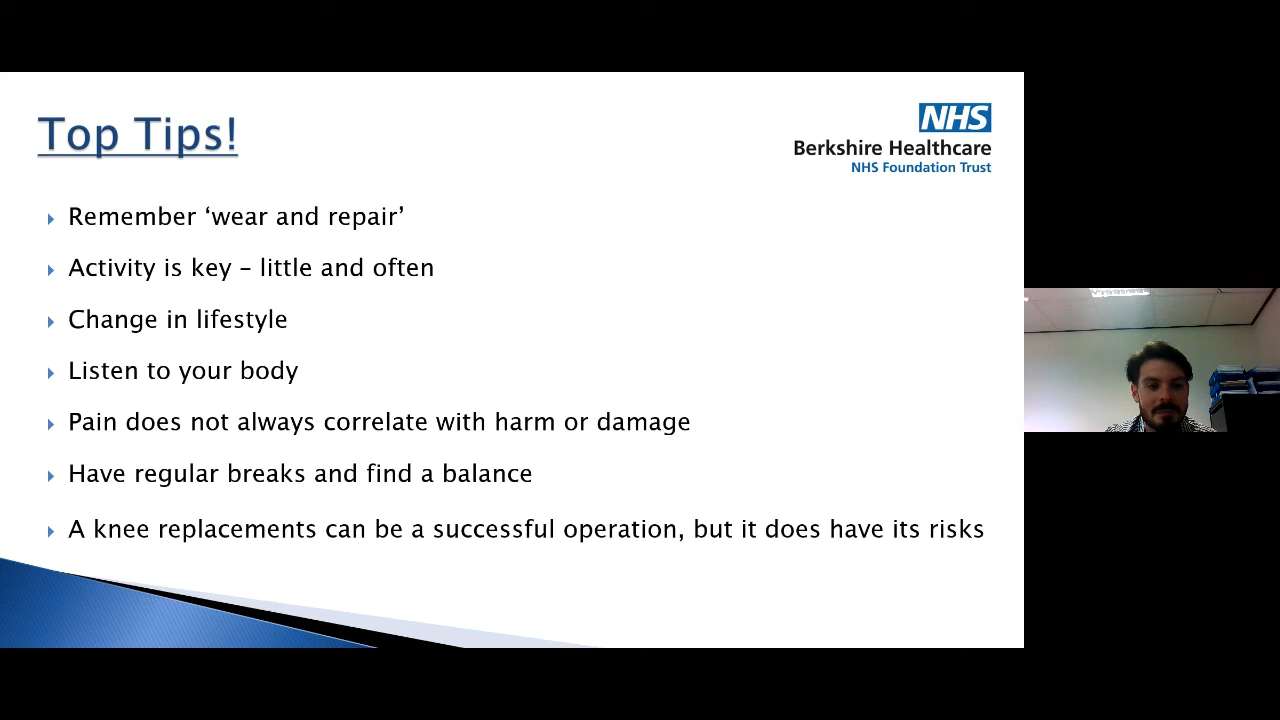 Top Tips!
NHS
Berkshire Healthcare
NHS Foundation Trust
Remember ‘wear and repair’
Activity is key – little and often
Change in lifestyle
Listen to your body
Pain does not always correlate with harm or damage
Have regular breaks and find a balance
A knee replacements can be a successful operation, but it does have its risks